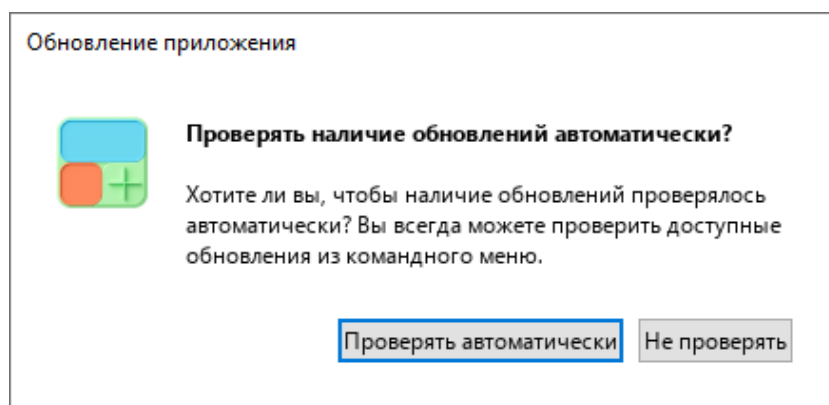 Обновление приложения
Проверять наличие обновлений автоматически?
Хотите ли вы, чтобы наличие обновлений проверялось
автоматически? Вы всегда можете проверить доступные
обновления из командного меню.
Проверять автоматически
Не проверять